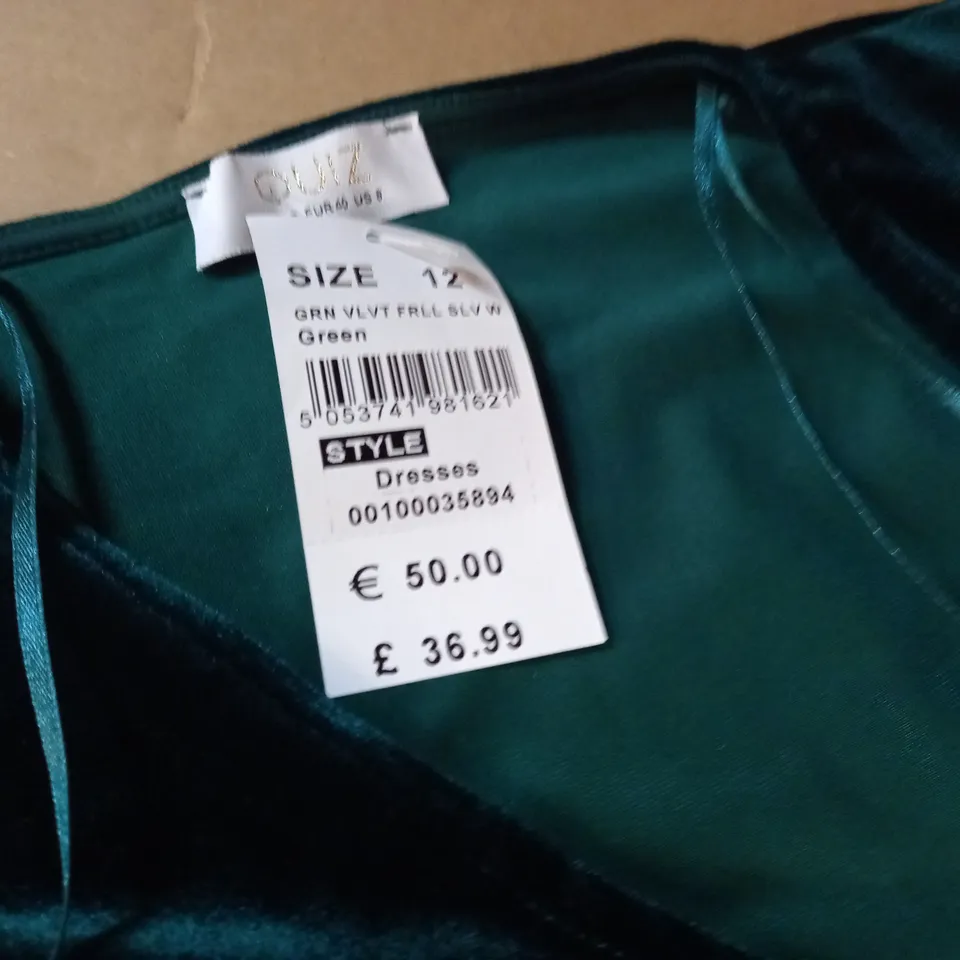 QUIZ
EUR 40 US 8
SIZE 12
GRN VLVT FRLL SLV W
Green
5 053741 981621
STYLE
Dresses
00100035894
€ 50.00
£ 36.99